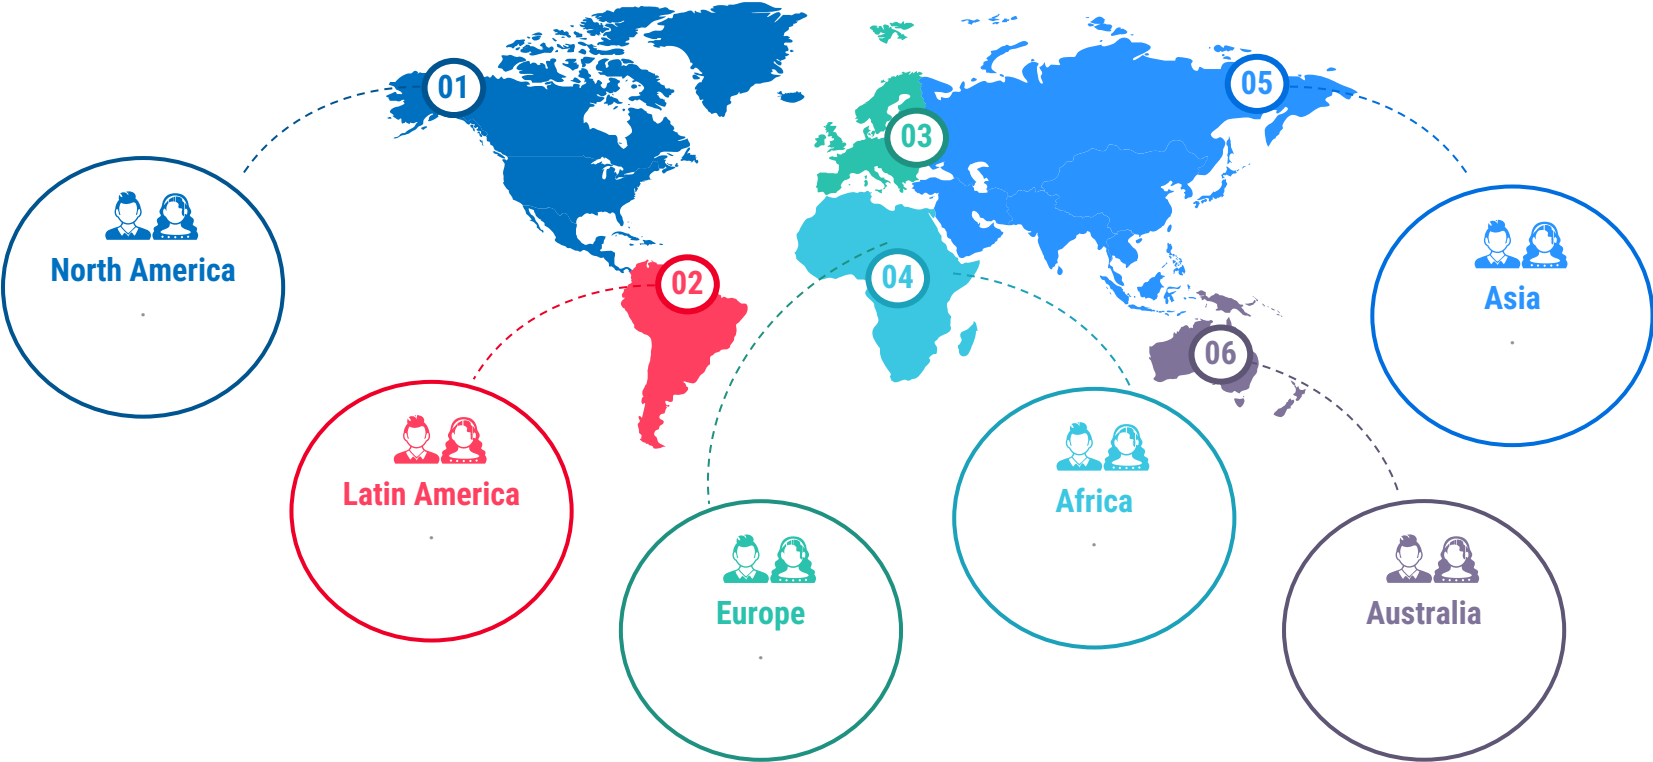 01
02
03
04
05
06
North America
.
Latin America
.
Europe
.
Africa
.
Asia
.
Australia